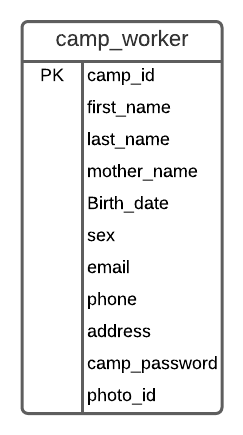 camp_worker
PK camp_id
first_name
last_name
mother_name
Birth_date
sex
email
phone
address
camp_password
photo_id